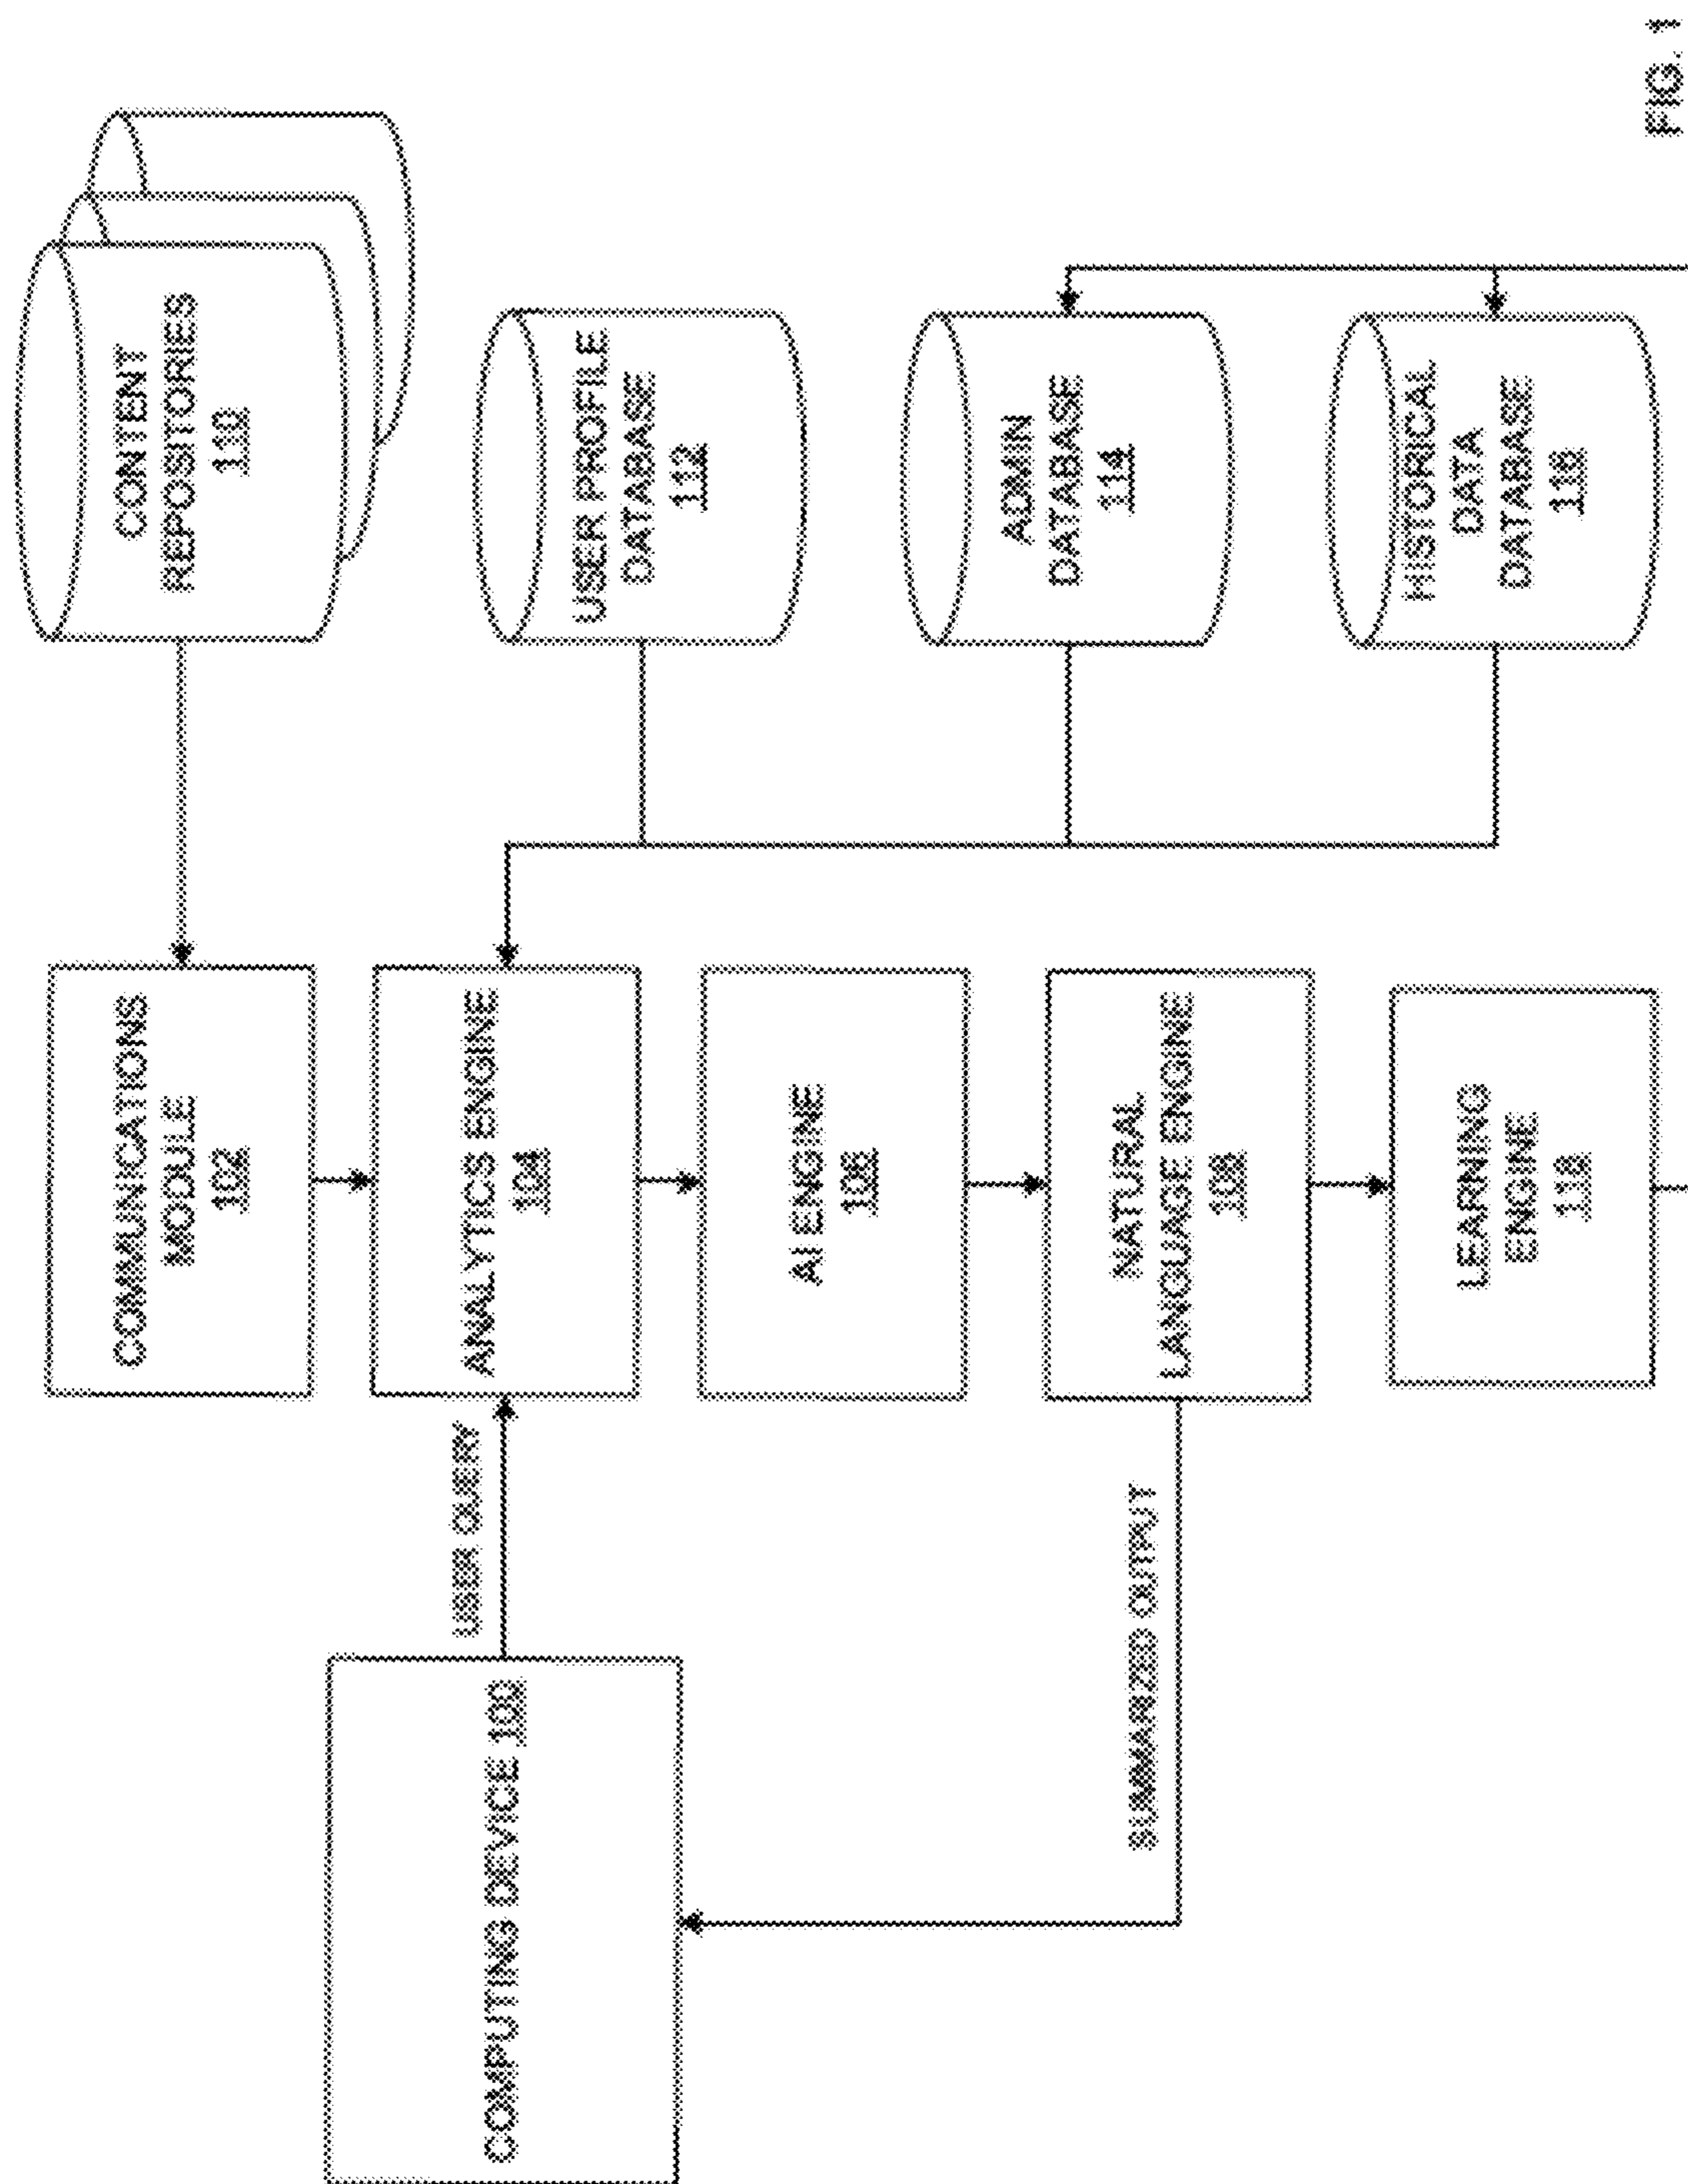 COMPUTING DEVICE 100
USER QUERY
SUMMARIZED OUTPUT
COMMUNICATIONS
MODULE
102
ANALYTICS ENGINE
104
AI ENGINE
106
NATURAL
LANGUAGE ENGINE
108
LEARNING
ENGINE
118
CONTENT
REPOSITORIES
110
USER PROFILE
DATABASE
112
ADMIN
DATABASE
114
HISTORICAL
DATA
DATABASE
116
FIG. 1